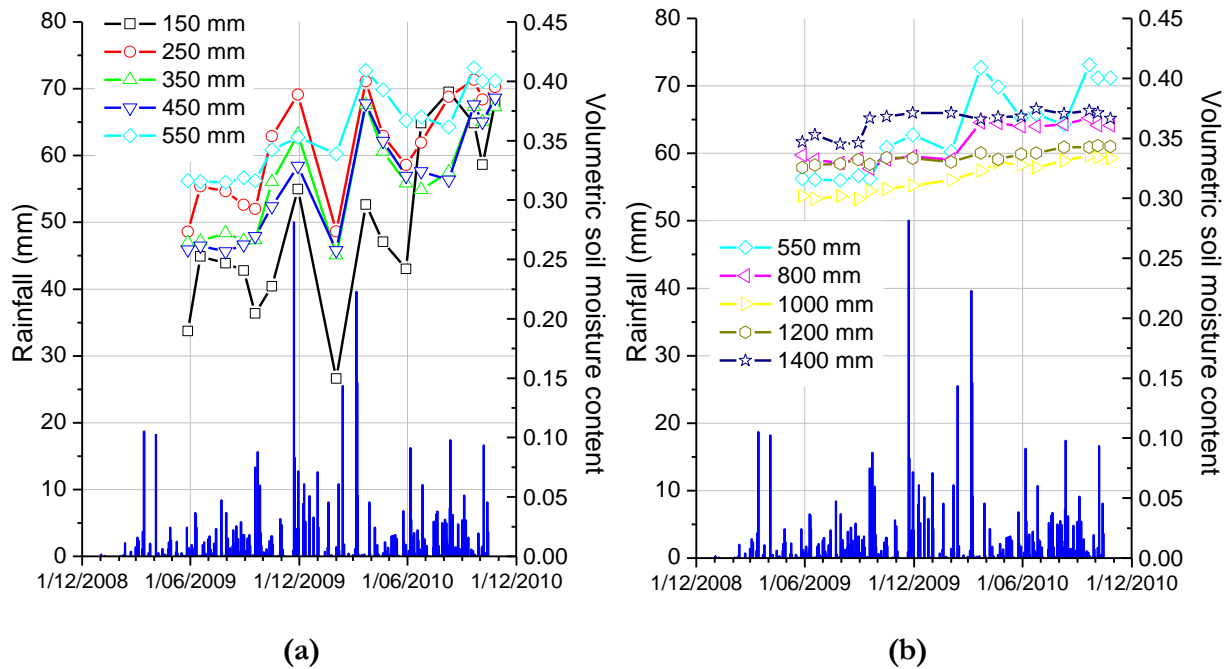 80
70
60
50
40
30
20
10
0
Rainfall (mm)
150 mm
250 mm
350 mm
450 mm
550 mm
0.45
0.40
0.35
0.30
0.25
0.20
0.15
0.10
0.05
0.00
Volumetric soil moisture content
1/12/2008 1/06/2009 1/12/2009 1/06/2010 1/12/2010
(a)
80
70
60
50
40
30
20
10
0
Rainfall (mm)
550 mm
800 mm
1000 mm
1200 mm
1400 mm
0.45
0.40
0.35
0.30
0.25
0.20
0.15
0.10
0.05
0.00
Volumetric soil moisture content
1/12/2008 1/06/2009 1/12/2009 1/06/2010 1/12/2010
(b)